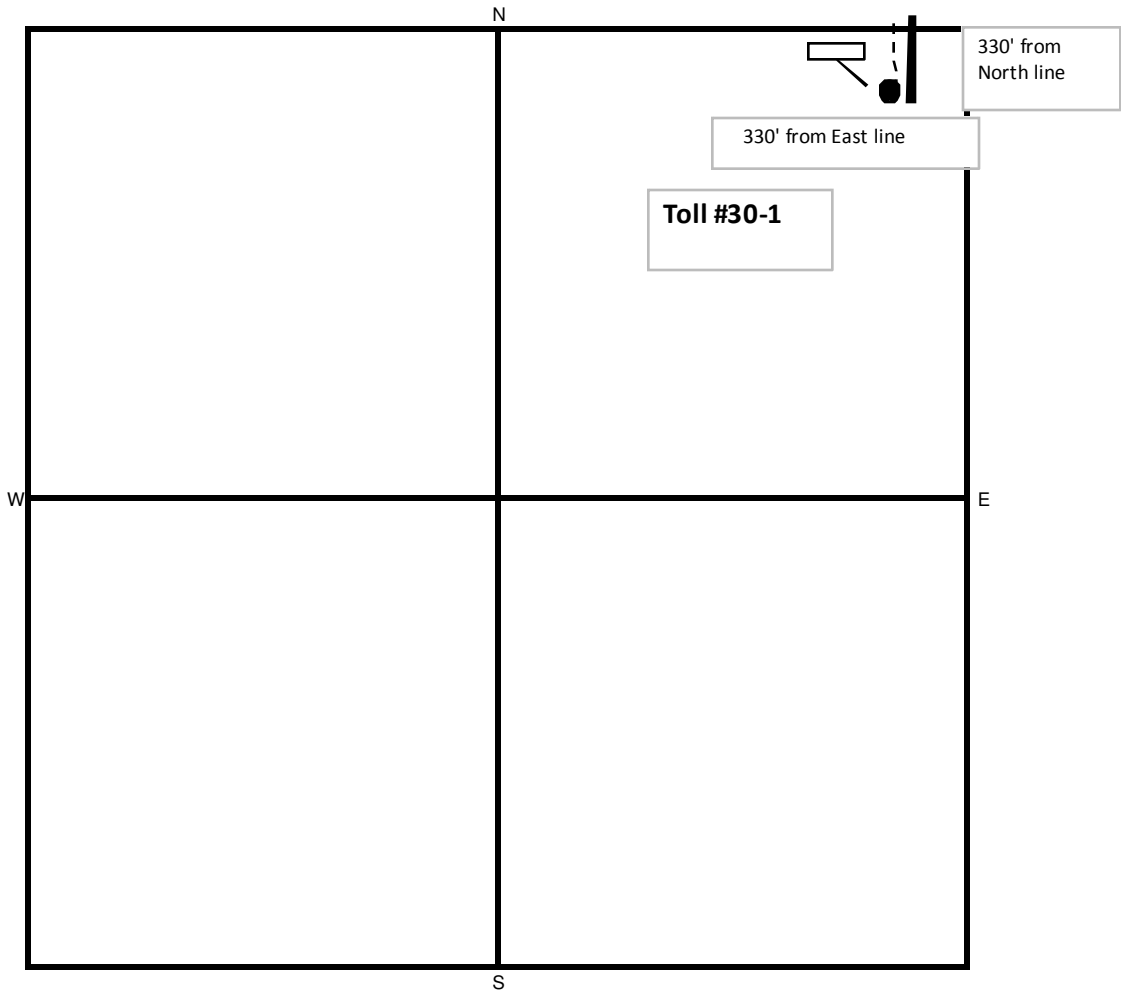 N
330' from
North line
330' from East line
Toll #30-1
W
E
S